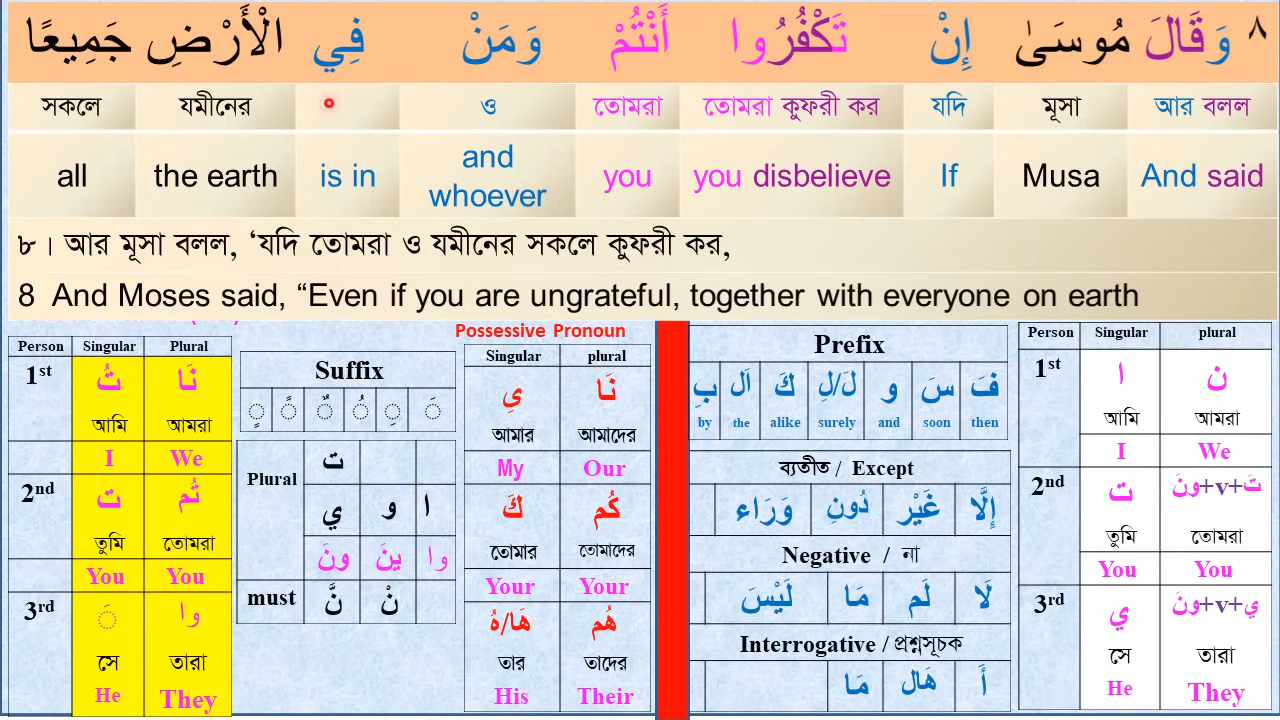 ٨ وَقَالَ مُوسَىٰ إِنْ تَكْفُرُوا أَنْتُمْ وَمَنْ فِي الْأَرْضِ جَمِيعًا
সকলে যমীনের ও তোমরা তোমরা কুফরী কর যদি মূসা আর বলল
all the earth is in and whoever you you disbelieve If Musa And said
৮। আর মূসা বলল, ‘যদি তোমরা ও যমীনের সকলে কুফরী কর,
8 And Moses said, “Even if you are ungrateful, together with everyone on earth
Person Singular Plural
1st تُ نَا
আমি আমরা
I We
2nd ت تُم
তুমি তোমরা
You You
3rd َ وا
সে তারা
He They
Suffix
ٍ ً ٌ ُ ِ َ
Plural ت
ي و ا
ونَ ينَ وا
must نَّ نْ
Possessive Pronoun
Singular plural
يِ نَا
আমার আমাদের
My Our
كَ كُم
তোমার তোমাদের
Your Your
هَا/هُ هُم
তার তাদের
His Their
Prefix
بِ اَل كَ لَ/لِ و سَ فَ
by the alike surely and soon then
ব্যতীত / Except
وَرَاء دُونِ غَيْر إِلَّا
Negative / না
لَيْسَ مَا لَم لَا
Interrogative / প্রশ্নসূচক
مَا هَال أَ
Person Singular plural
1st ا ن
আমি আমরা
I We
2nd ت تَ+v+ونَ
তুমি তোমরা
You You
3rd ي ي+v+ونَ
সে তারা
He They